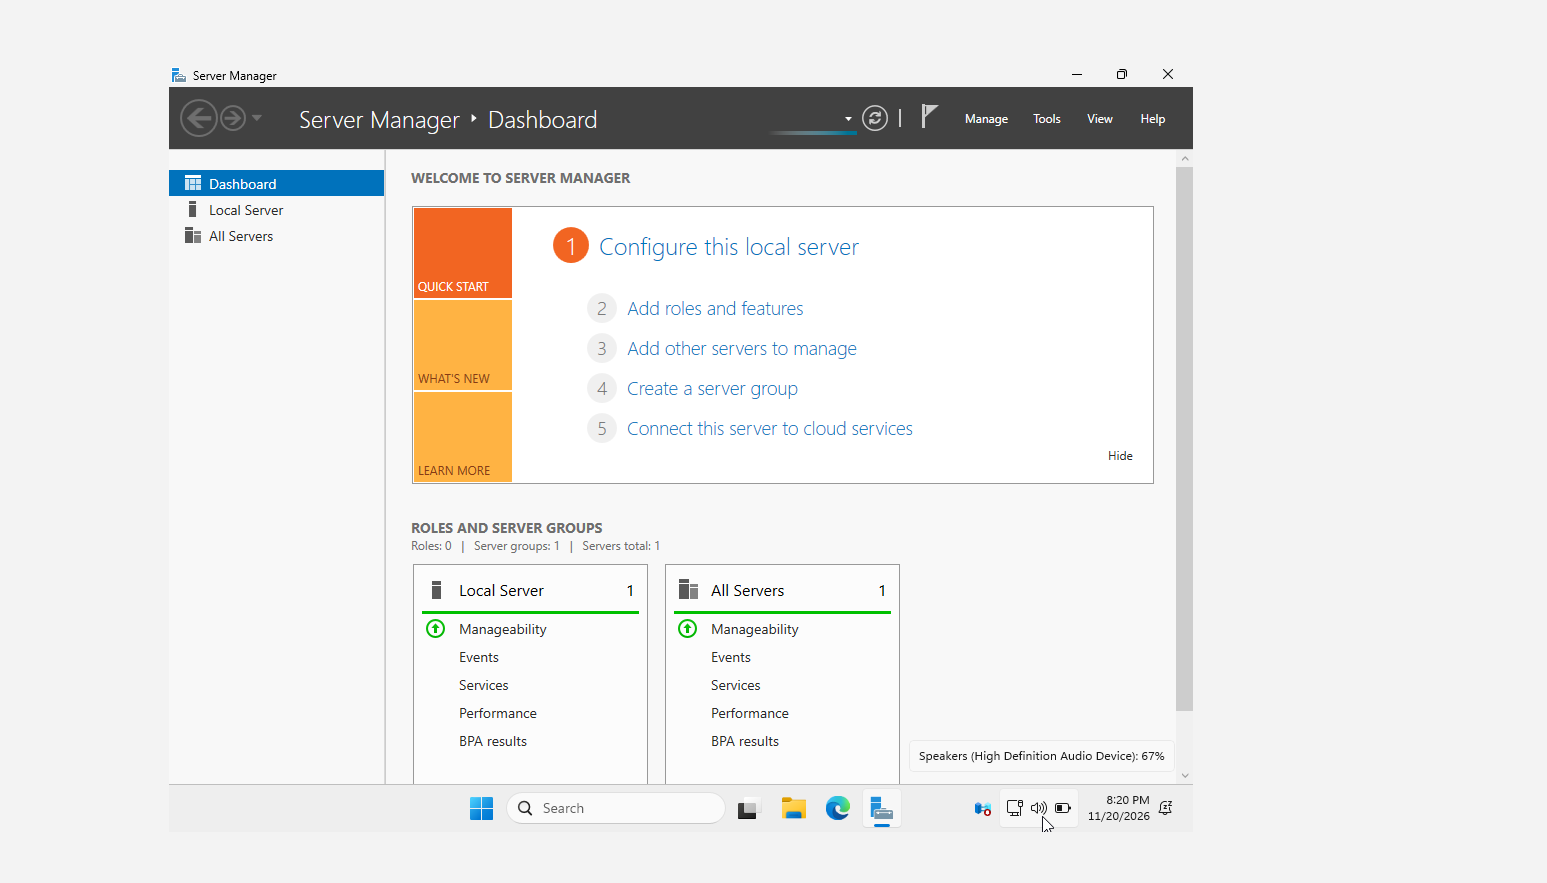 Server Manager
Server Manager ‣ Dashboard
Manage
Tools
View
Help
Dashboard
Local Server
All Servers
WELCOME TO SERVER MANAGER
QUICK START
WHAT'S NEW
LEARN MORE
1 Configure this local server
2 Add roles and features
3 Add other servers to manage
4 Create a server group
5 Connect this server to cloud services
Hide
ROLES AND SERVER GROUPS
Roles: 0 | Server groups: 1 | Servers total: 1
Local Server 1
Manageability
Events
Services
Performance
BPA results
All Servers 1
Manageability
Events
Services
Performance
BPA results
Speakers (High Definition Audio Device): 67%
Search
8:20 PM
11/20/2026